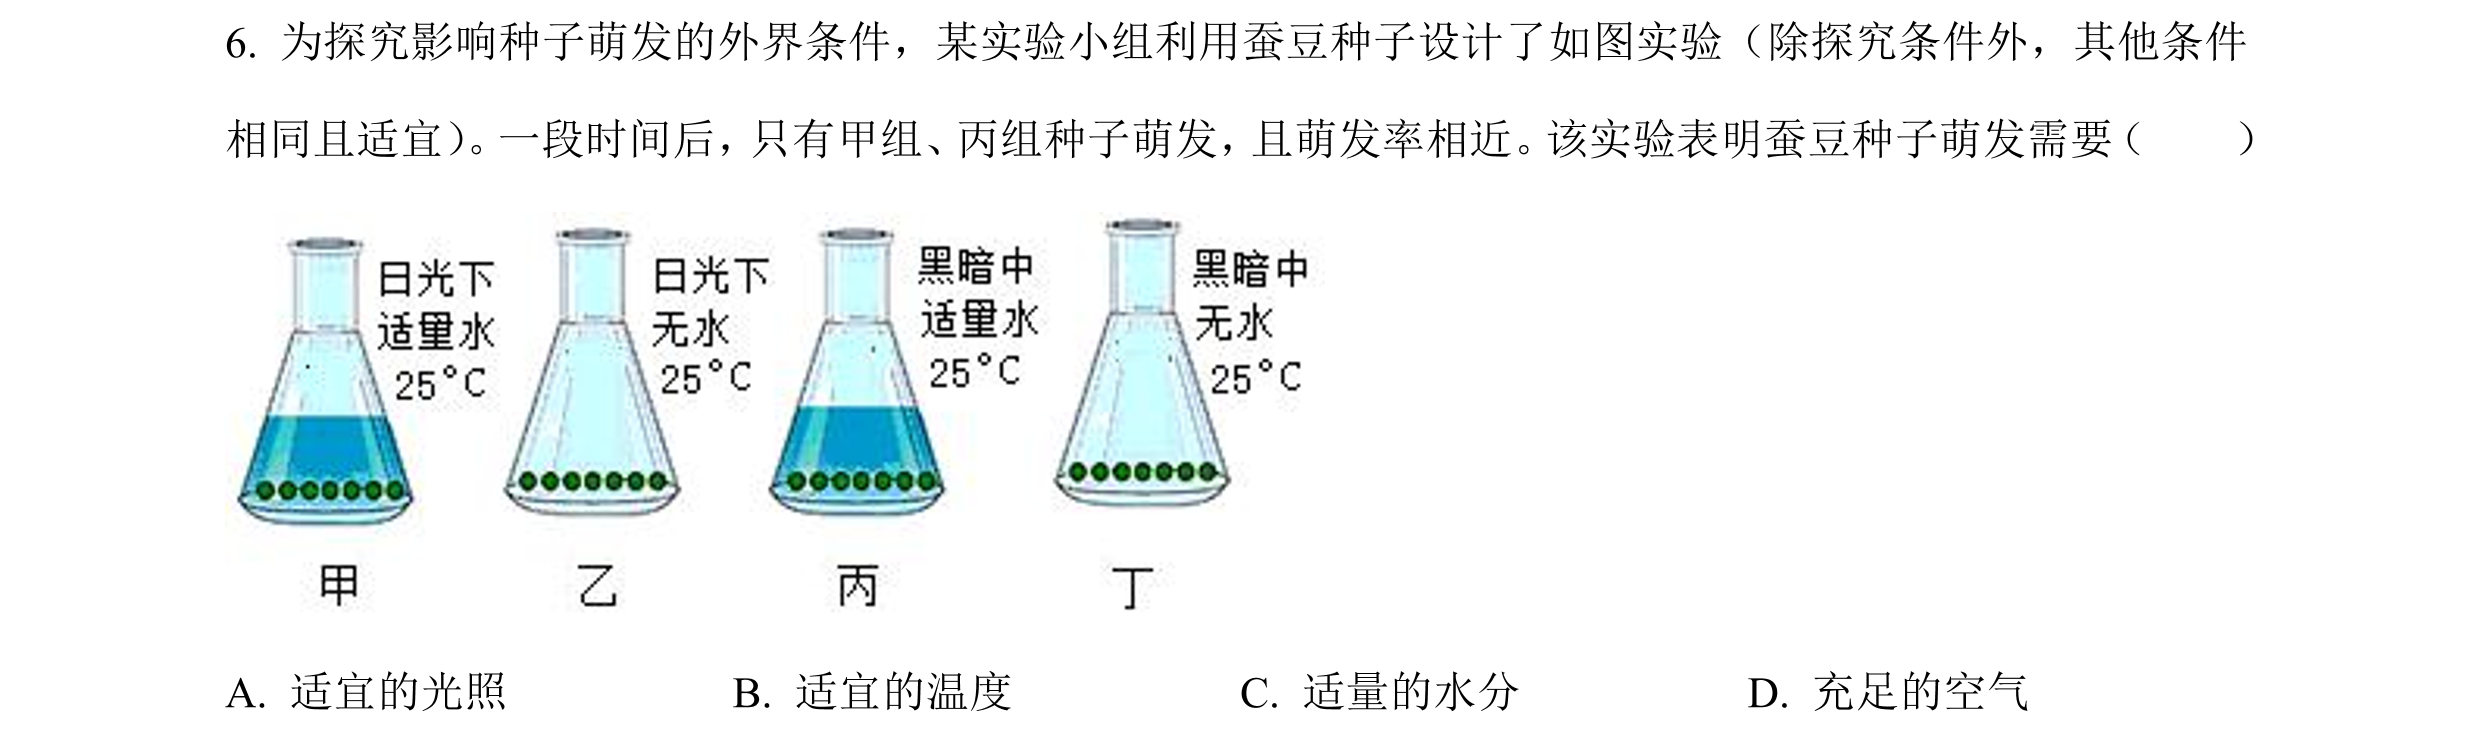 6. 为探究影响种子萌发的外界条件，某实验小组利用蚕豆种子设计了如图实验（除探究条件外，其他条件
相同且适宜）。一段时间后，只有甲组、丙组种子萌发，且萌发率相近。该实验表明蚕豆种子萌发需要（　　）
日光下
适量水
25°C
甲
日光下
无水
25°C
乙
黑暗中
适量水
25°C
丙
黑暗中
无水
25°C
丁
A. 适宜的光照 B. 适宜的温度 C. 适量的水分 D. 充足的空气